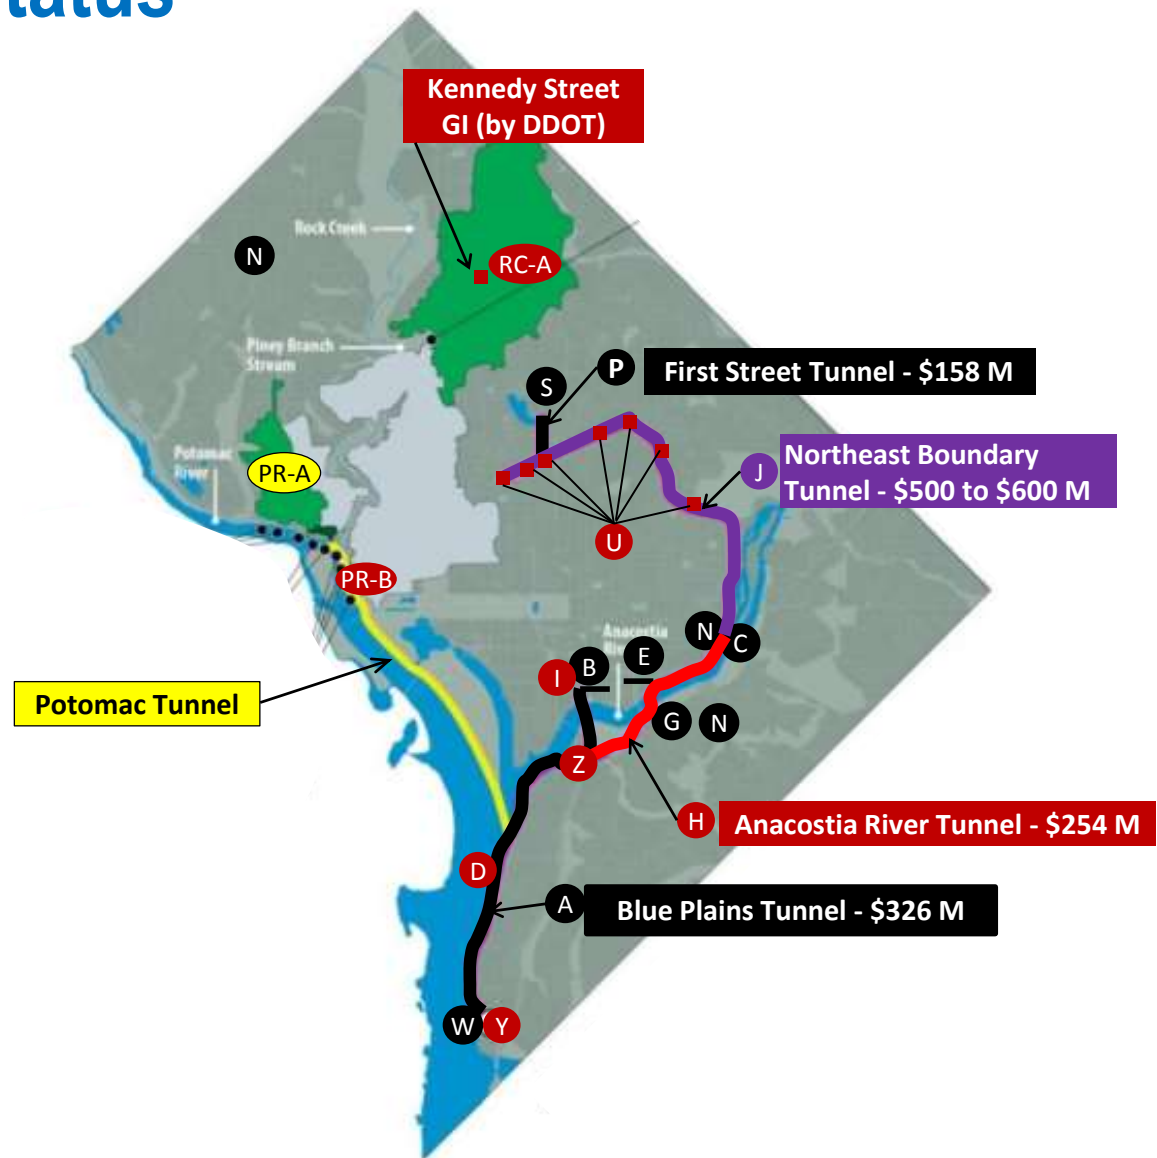 tatus
Kennedy Street
GI (by DDOT)
Rock Creek
N
RC-A
Piney Branch
Stream
S
P
First Street Tunnel - $158 M
Potomac
River
PR-A
J
Northeast Boundary
Tunnel - $500 to $600 M
U
PR-B
Anacostia
N
C
B
E
I
Potomac Tunnel
G
N
Z
H
Anacostia River Tunnel - $254 M
D
A
Blue Plains Tunnel - $326 M
W
Y